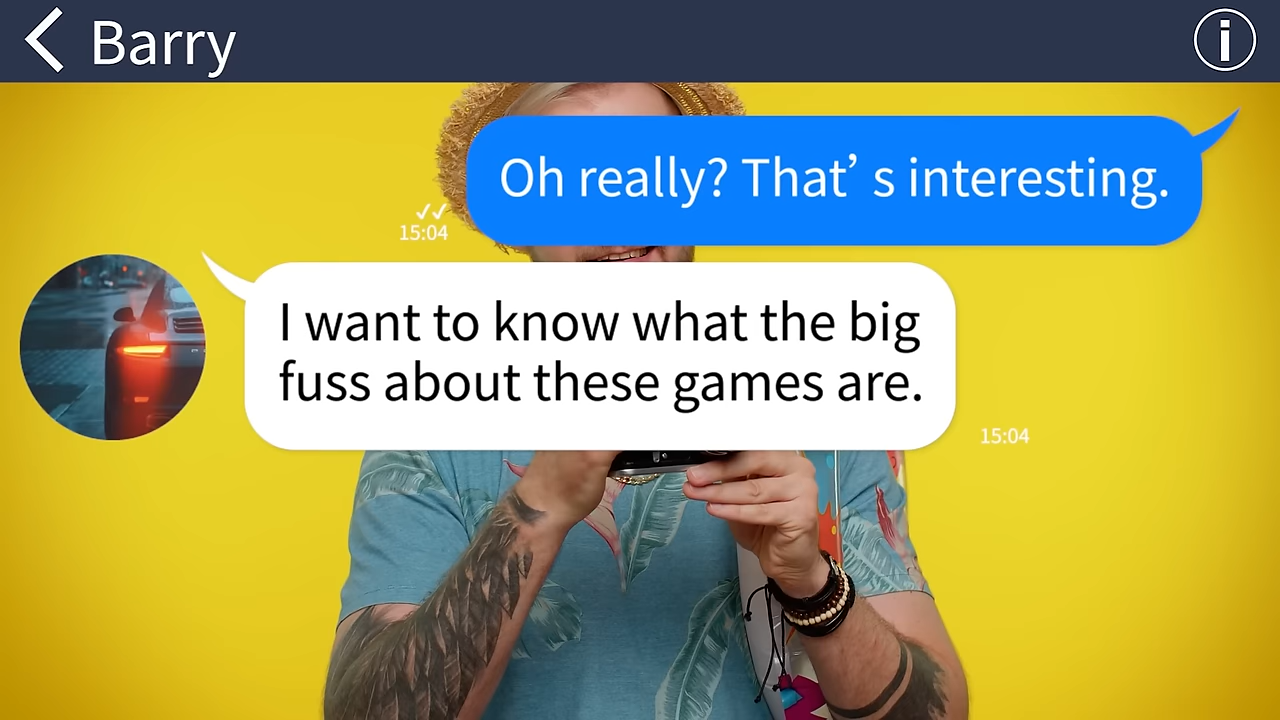 Barry
Oh really? That’s interesting.
15:04
I want to know what the big
fuss about these games are.
15:04